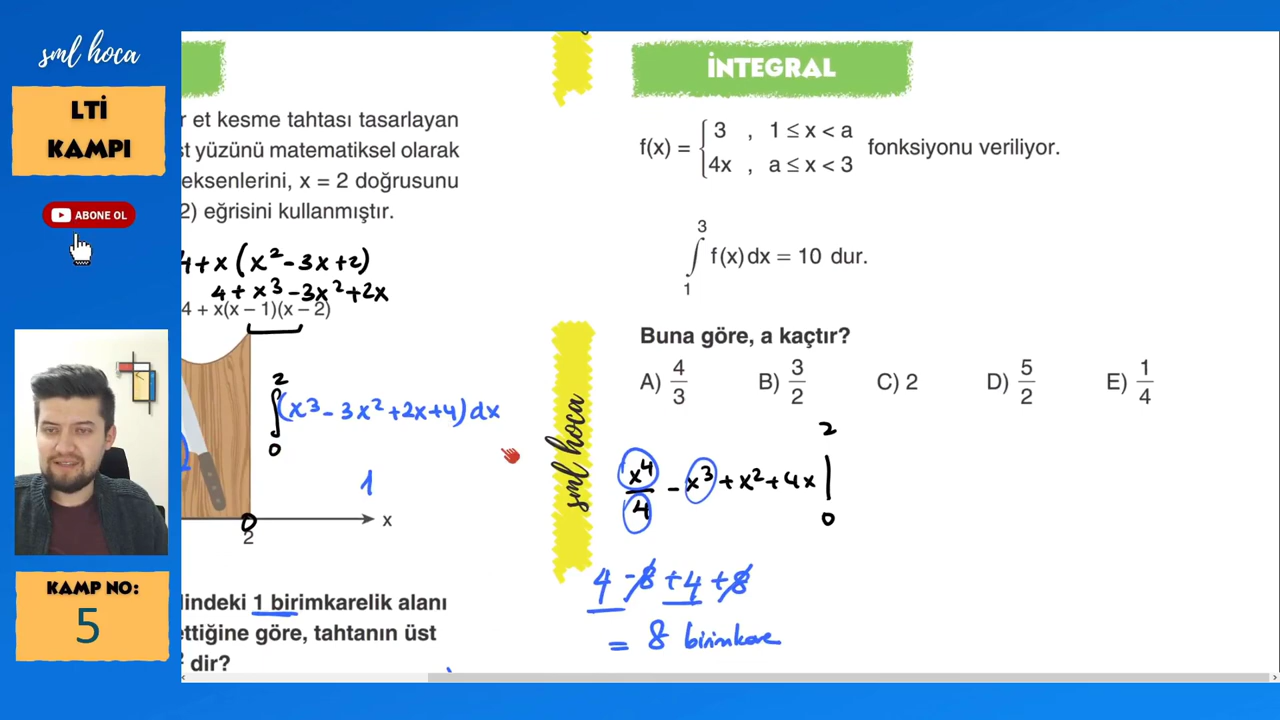 sml hoca
LTİ
KAMPI
ABONE OL
KAMP NO:
5
r et kesme tahtası tasarlayan
st yüzünü matematiksel olarak
eksenlerini, x = 2 doğrusunu
2) eğrisini kullanmıştır.
4+x(x²-3x+2)
4+x³-3x²+2x
4 + x(x – 1)(x – 2)
2
∫(x³-3x²+2x+4)dx
0
1
0
x
2
lindeki 1 birimkarelik alanı
ettiğine göre, tahtanın üst
dir?
sml hoca
İNTEGRAL
f(x) = { 3 , 1 ≤ x < a
4x , a ≤ x < 3 fonksiyonu veriliyor.
3
∫ f(x) dx = 10 dur.
1
Buna göre, a kaçtır?
A) 4/3 B) 3/2 C) 2 D) 5/2 E) 1/4
2
x⁴/4 - x³ + x² + 4x |
0
4 -8 +4 +8
= 8 birimkare